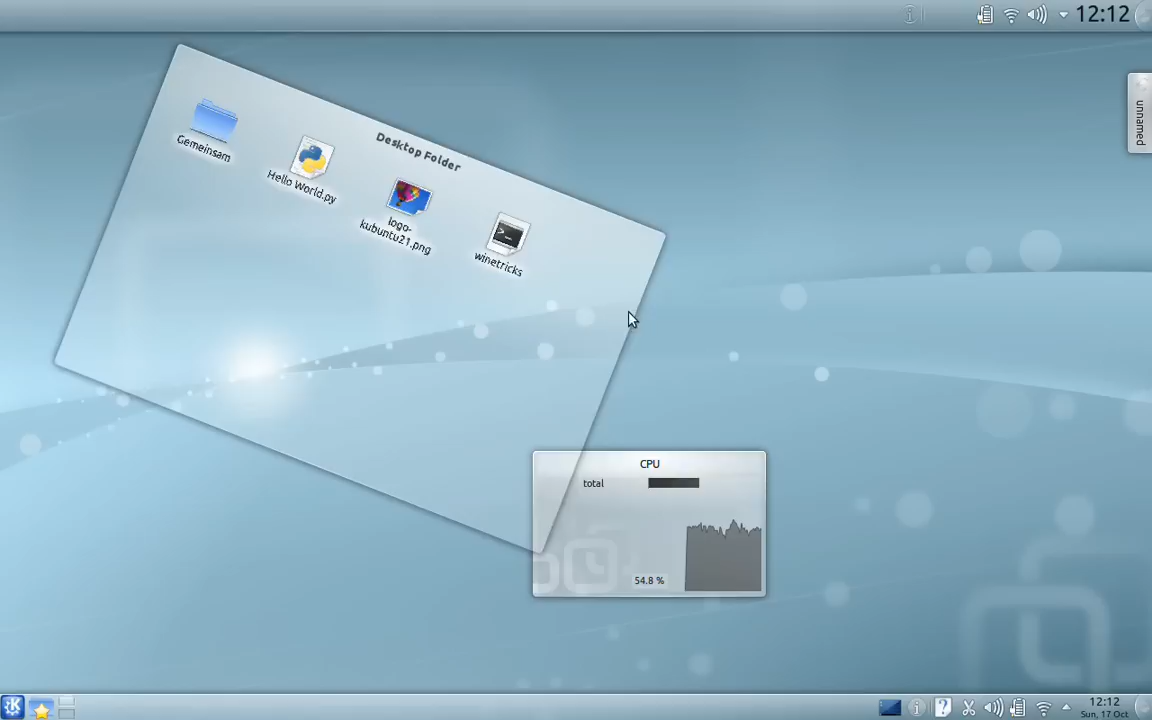 12:12
unnamed
Desktop Folder
Gemeinsam
Hello World.py
logo-
kubuntu21.png
winetricks
CPU
total
54.8 %
12:12
Sun, 17 Oct